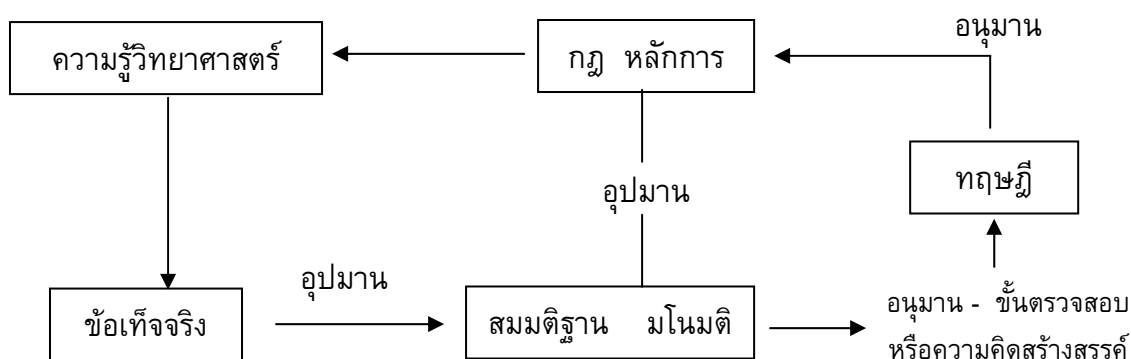 อนุมาน
ความรู้วิทยาศาสตร์
กฎ หลักการ
ทฤษฎี
อุปมาน
อุปมาน
ข้อเท็จจริง
สมมติฐาน มโนมติ
อนุมาน - ขั้นตรวจสอบ
หรือความคิดสร้างสรรค์